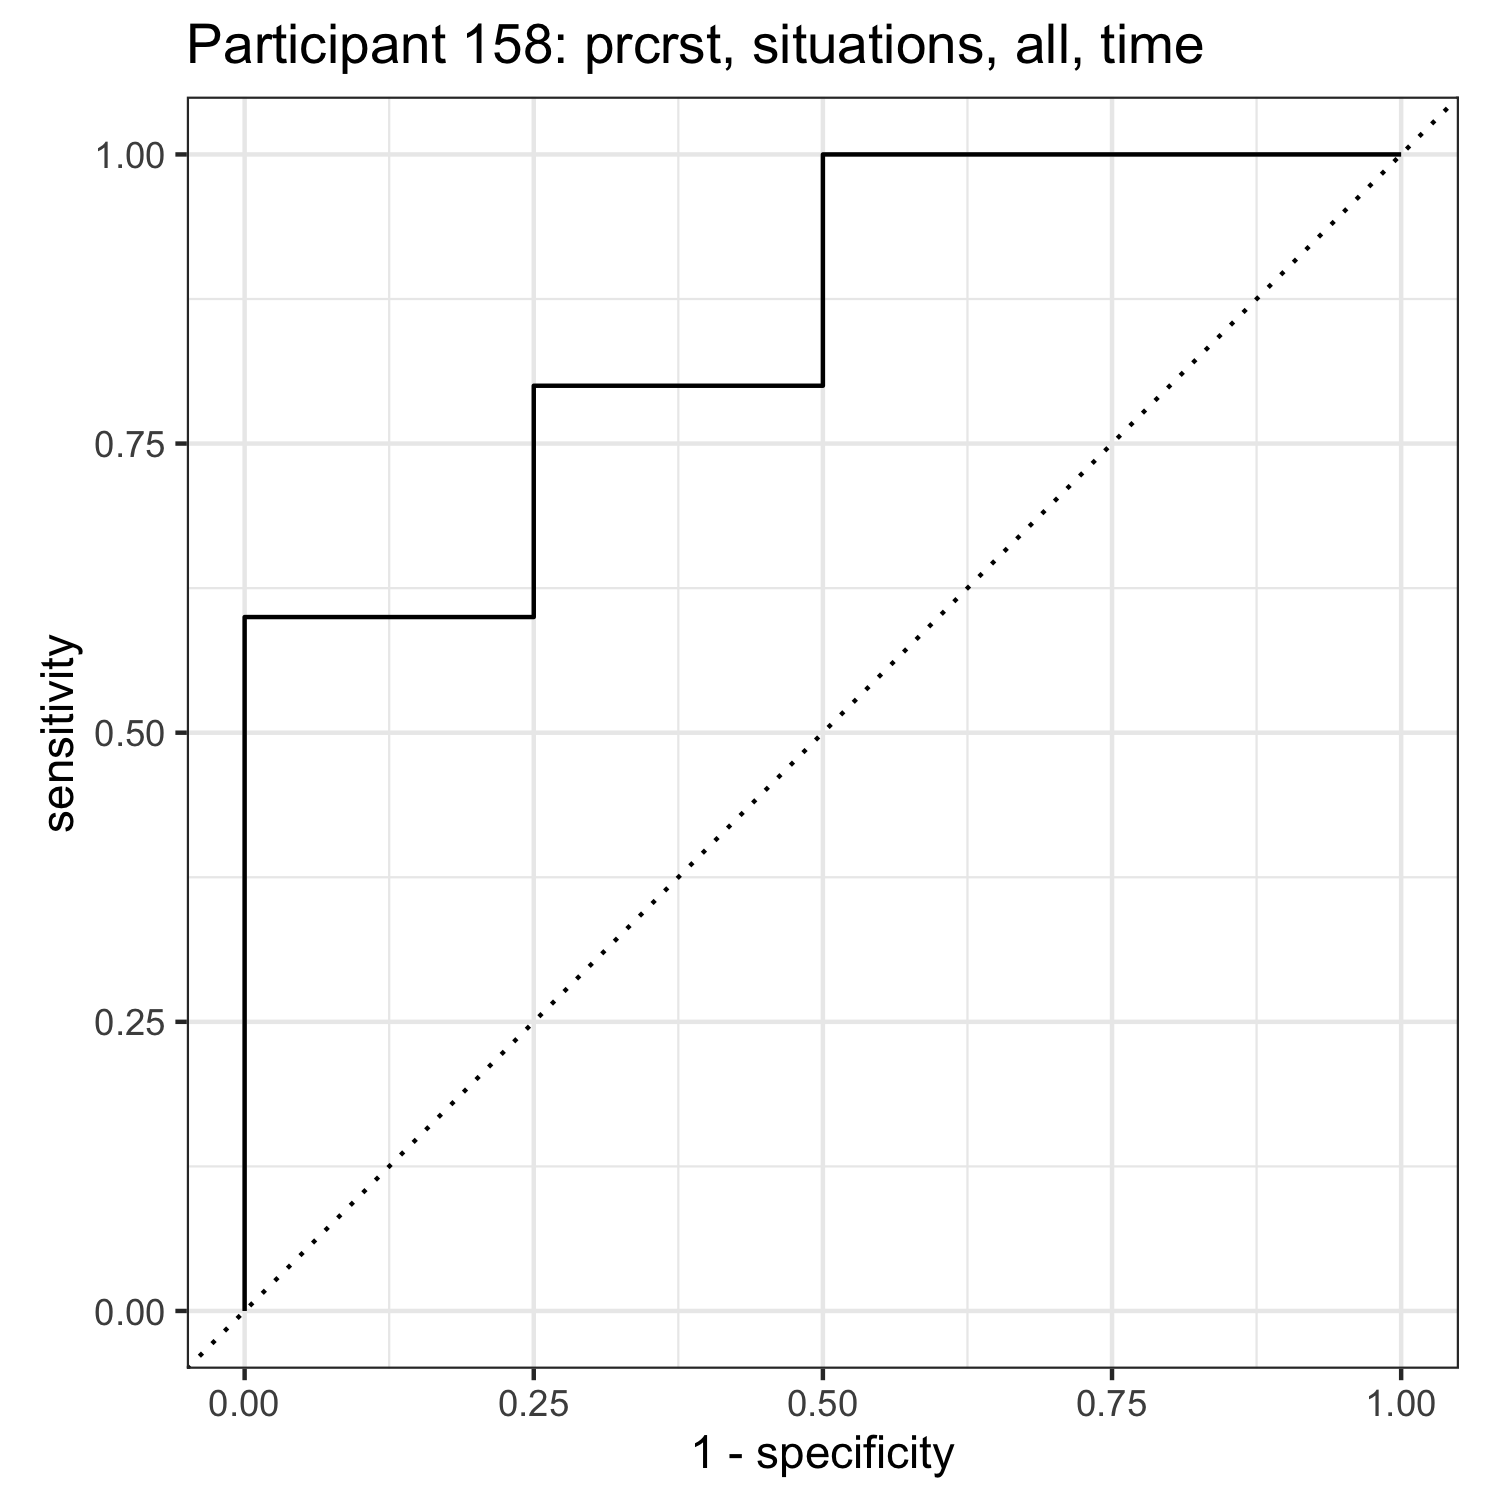 Participant 158: prcrst, situations, all, time
sensitivity
1.00
0.75
0.50
0.25
0.00
0.00 0.25 0.50 0.75 1.00
1 - specificity